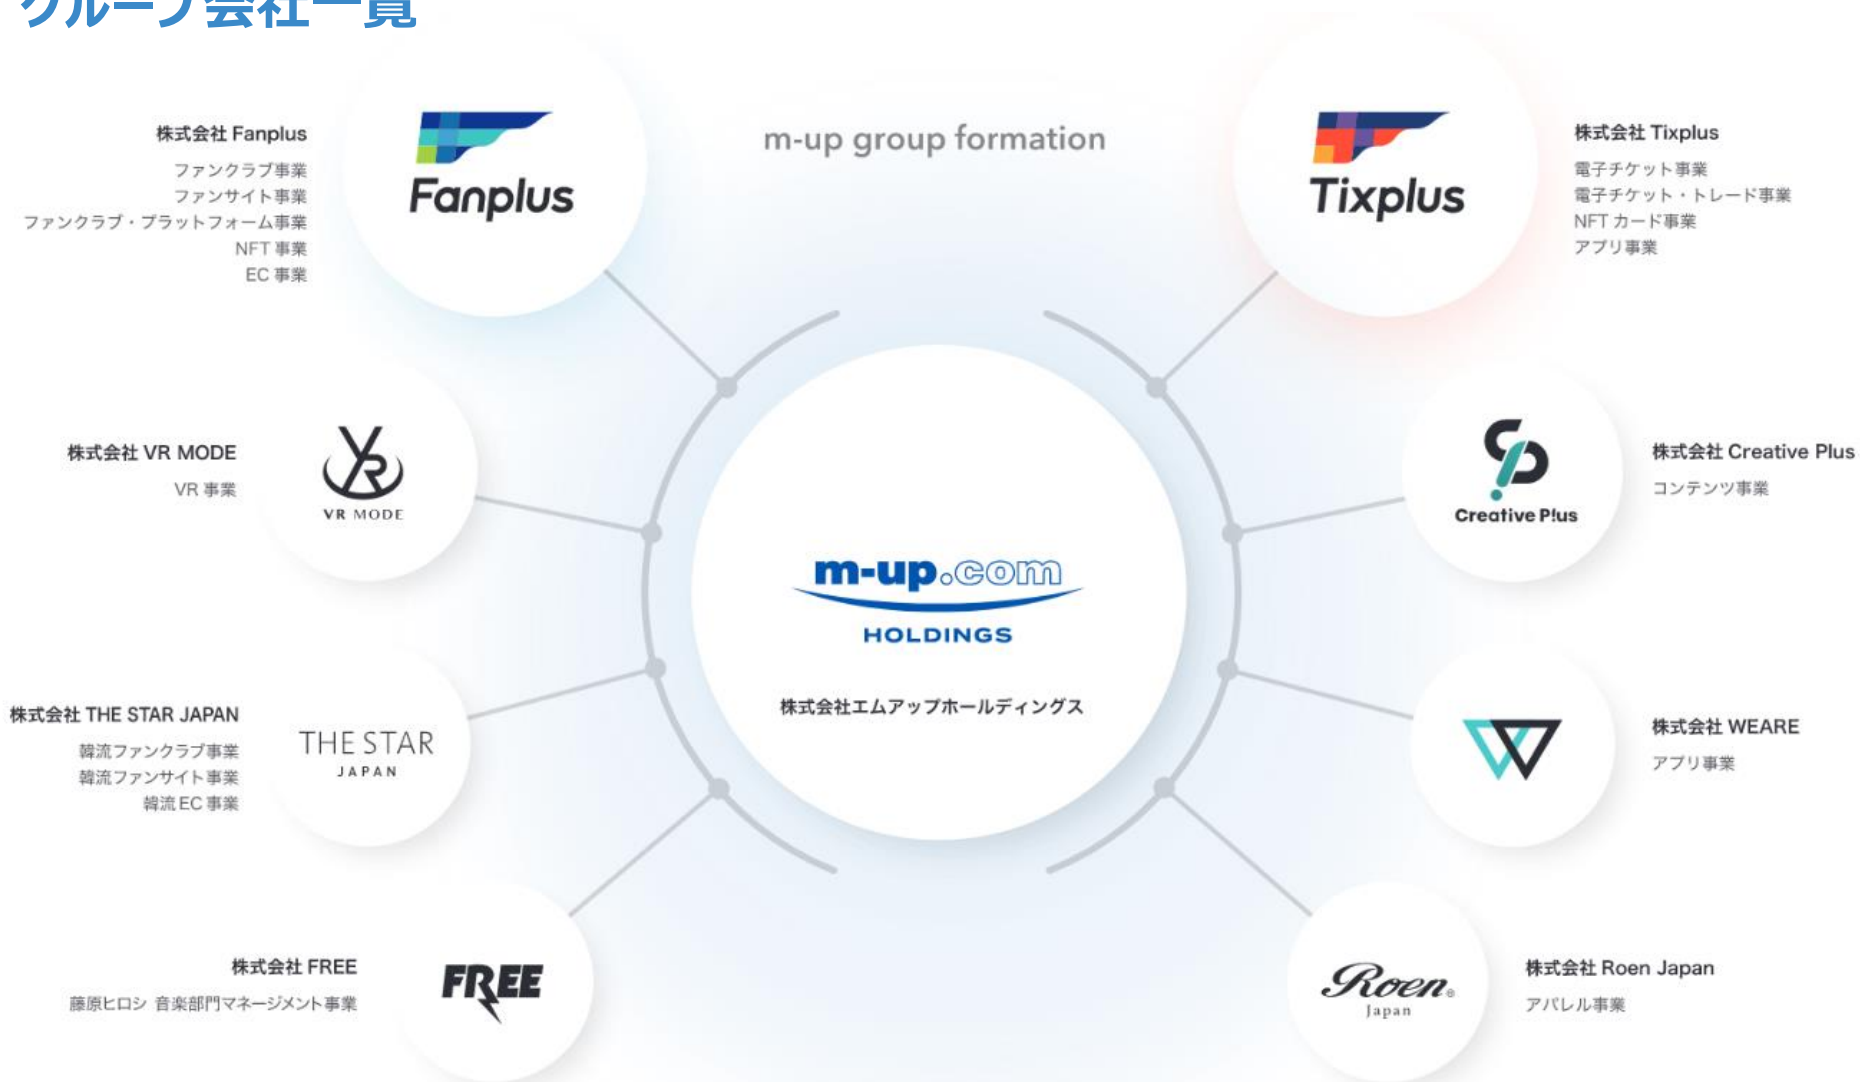 グループ会社一覧
m-up group formation
株式会社 Fanplus
ファンクラブ事業
ファンサイト事業
ファンクラブ・プラットフォーム事業
NFT 事業
EC 事業
Fanplus
Tixplus
株式会社 Tixplus
電子チケット事業
電子チケット・トレード事業
NFT カード事業
アプリ事業
株式会社 VR MODE
VR 事業
VR MODE
Creative P!us
株式会社 Creative Plus
コンテンツ事業
m-up.com
HOLDINGS
株式会社エムアップホールディングス
株式会社 THE STAR JAPAN
韓流ファンクラブ事業
韓流ファンサイト事業
韓流 EC 事業
THE STAR
JAPAN
株式会社 WEARE
アプリ事業
株式会社 FREE
藤原ヒロシ 音楽部門マネージメント事業
FREE
Roen®
Japan
株式会社 Roen Japan
アパレル事業